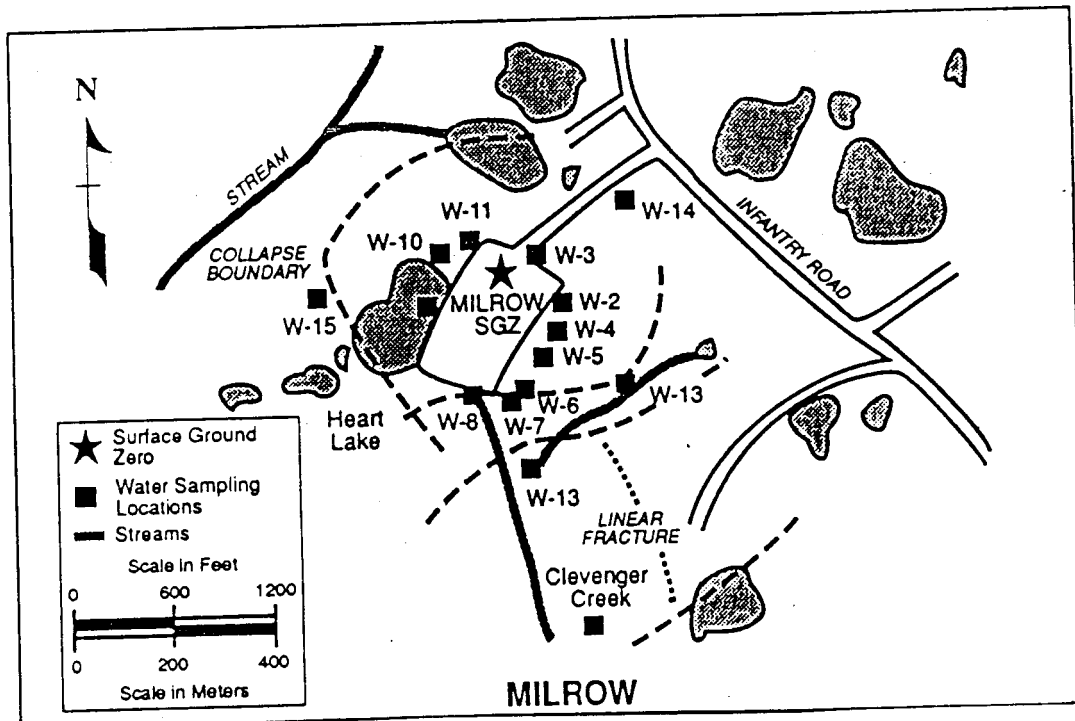 N
STREAM
COLLAPSE
BOUNDARY
W-11
W-10
W-14
W-3
INFANTRY ROAD
MILROW
SGZ
W-2
W-4
W-5
W-15
W-13
W-6
W-8
W-7
Heart
Lake
W-13
LINEAR
FRACTURE
Clevenger
Creek
Surface Ground
Zero
Water Sampling
Locations
Streams
Scale in Feet
0 600 1200
0 200 400
Scale in Meters
MILROW